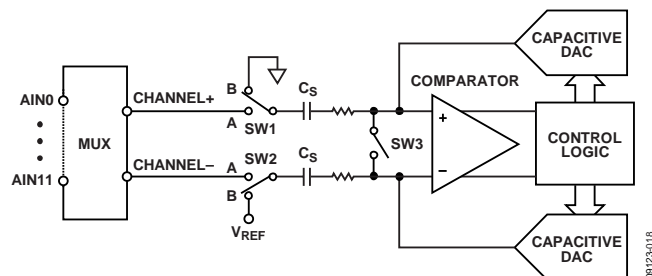 CAPACITIVE
DAC
COMPARATOR
B
CS
AIN0
CHANNEL+
A
SW1
+
MUX
SW3
CONTROL
LOGIC
CHANNEL–
A
SW2
CS
–
AIN11
B
VREF
CAPACITIVE
DAC
09123-018